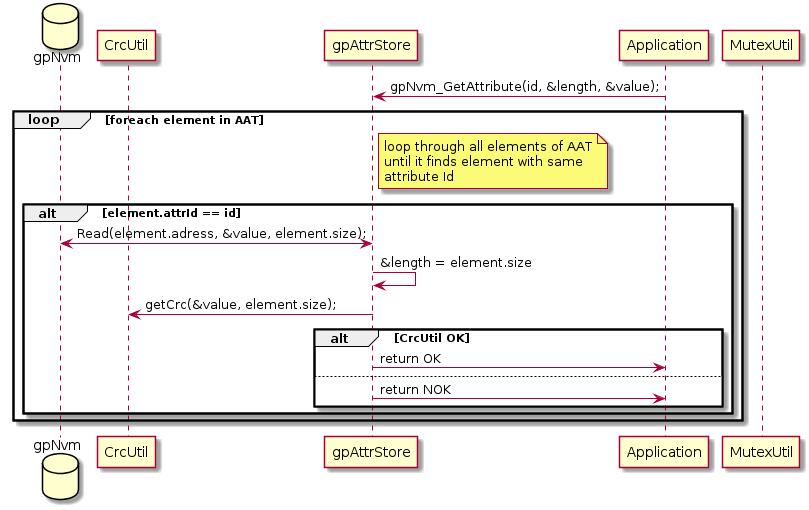 gpNvm
CrcUtil
gpAttrStore
Application
MutexUtil
gpNvm_GetAttribute(id, &length, &value);
loop
[foreach element in AAT]
loop through all elements of AAT
until it finds element with same
attribute Id
alt
[element.attrId == id]
Read(element.adress, &value, element.size);
&length = element.size
getCrc(&value, element.size);
alt
[CrcUtil OK]
return OK
return NOK
gpNvm
CrcUtil
gpAttrStore
Application
MutexUtil